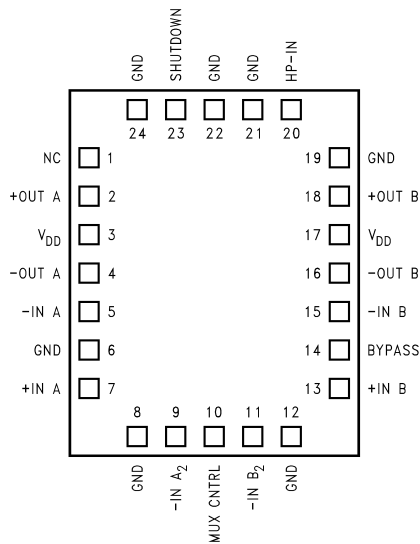 GND SHUTDOWN GND GND HP-IN
24 23 22 21 20
NC 1 19 GND
+OUT A 2 18 +OUT B
V_DD 3 17 V_DD
-OUT A 4 16 -OUT B
-IN A 5 15 -IN B
GND 6 14 BYPASS
+IN A 7 13 +IN B
8 9 10 11 12
GND -IN A₂ MUX CNTRL -IN B₂ GND